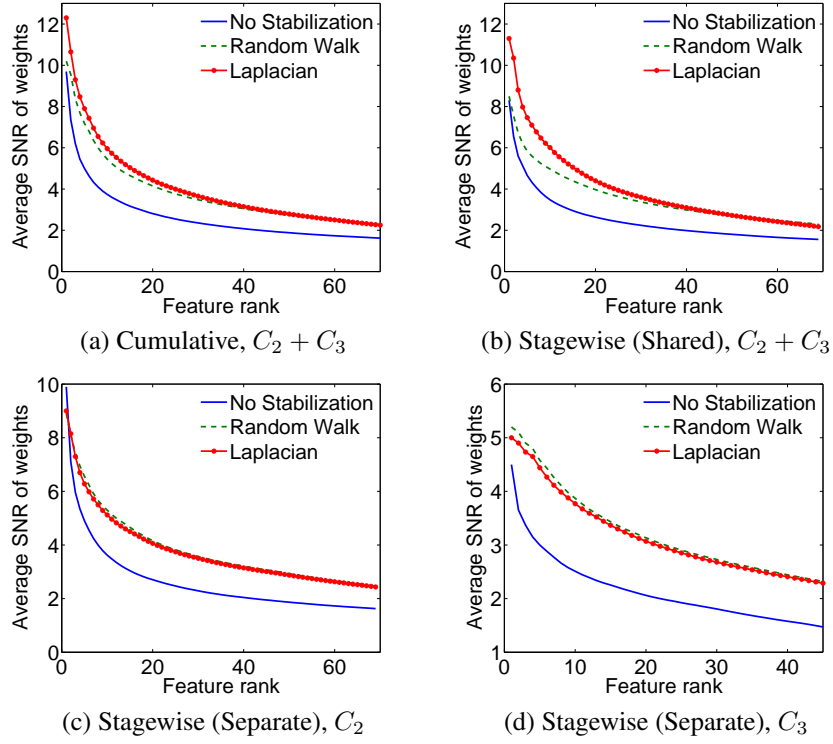 12
10
8
6
4
2
0
0
20
40
60
Average SNR of weights
Feature rank
No Stabilization
Random Walk
Laplacian
(a) Cumulative, C₂ + C₃
12
10
8
6
4
2
0
0
20
40
60
Average SNR of weights
Feature rank
No Stabilization
Random Walk
Laplacian
(b) Stagewise (Shared), C₂ + C₃
10
8
6
4
2
0
0
20
40
60
Average SNR of weights
Feature rank
No Stabilization
Random Walk
Laplacian
(c) Stagewise (Separate), C₂
6
5
4
3
2
1
0
10
20
30
40
Average SNR of weights
Feature rank
No Stabilization
Random Walk
Laplacian
(d) Stagewise (Separate), C₃